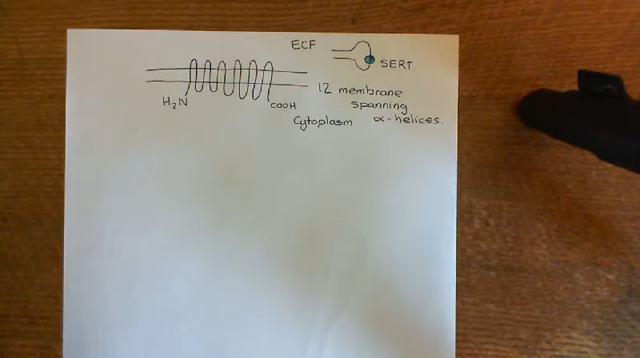 ECF
SERT
12 membrane
spanning
α-helices.
H₂N
COOH
Cytoplasm